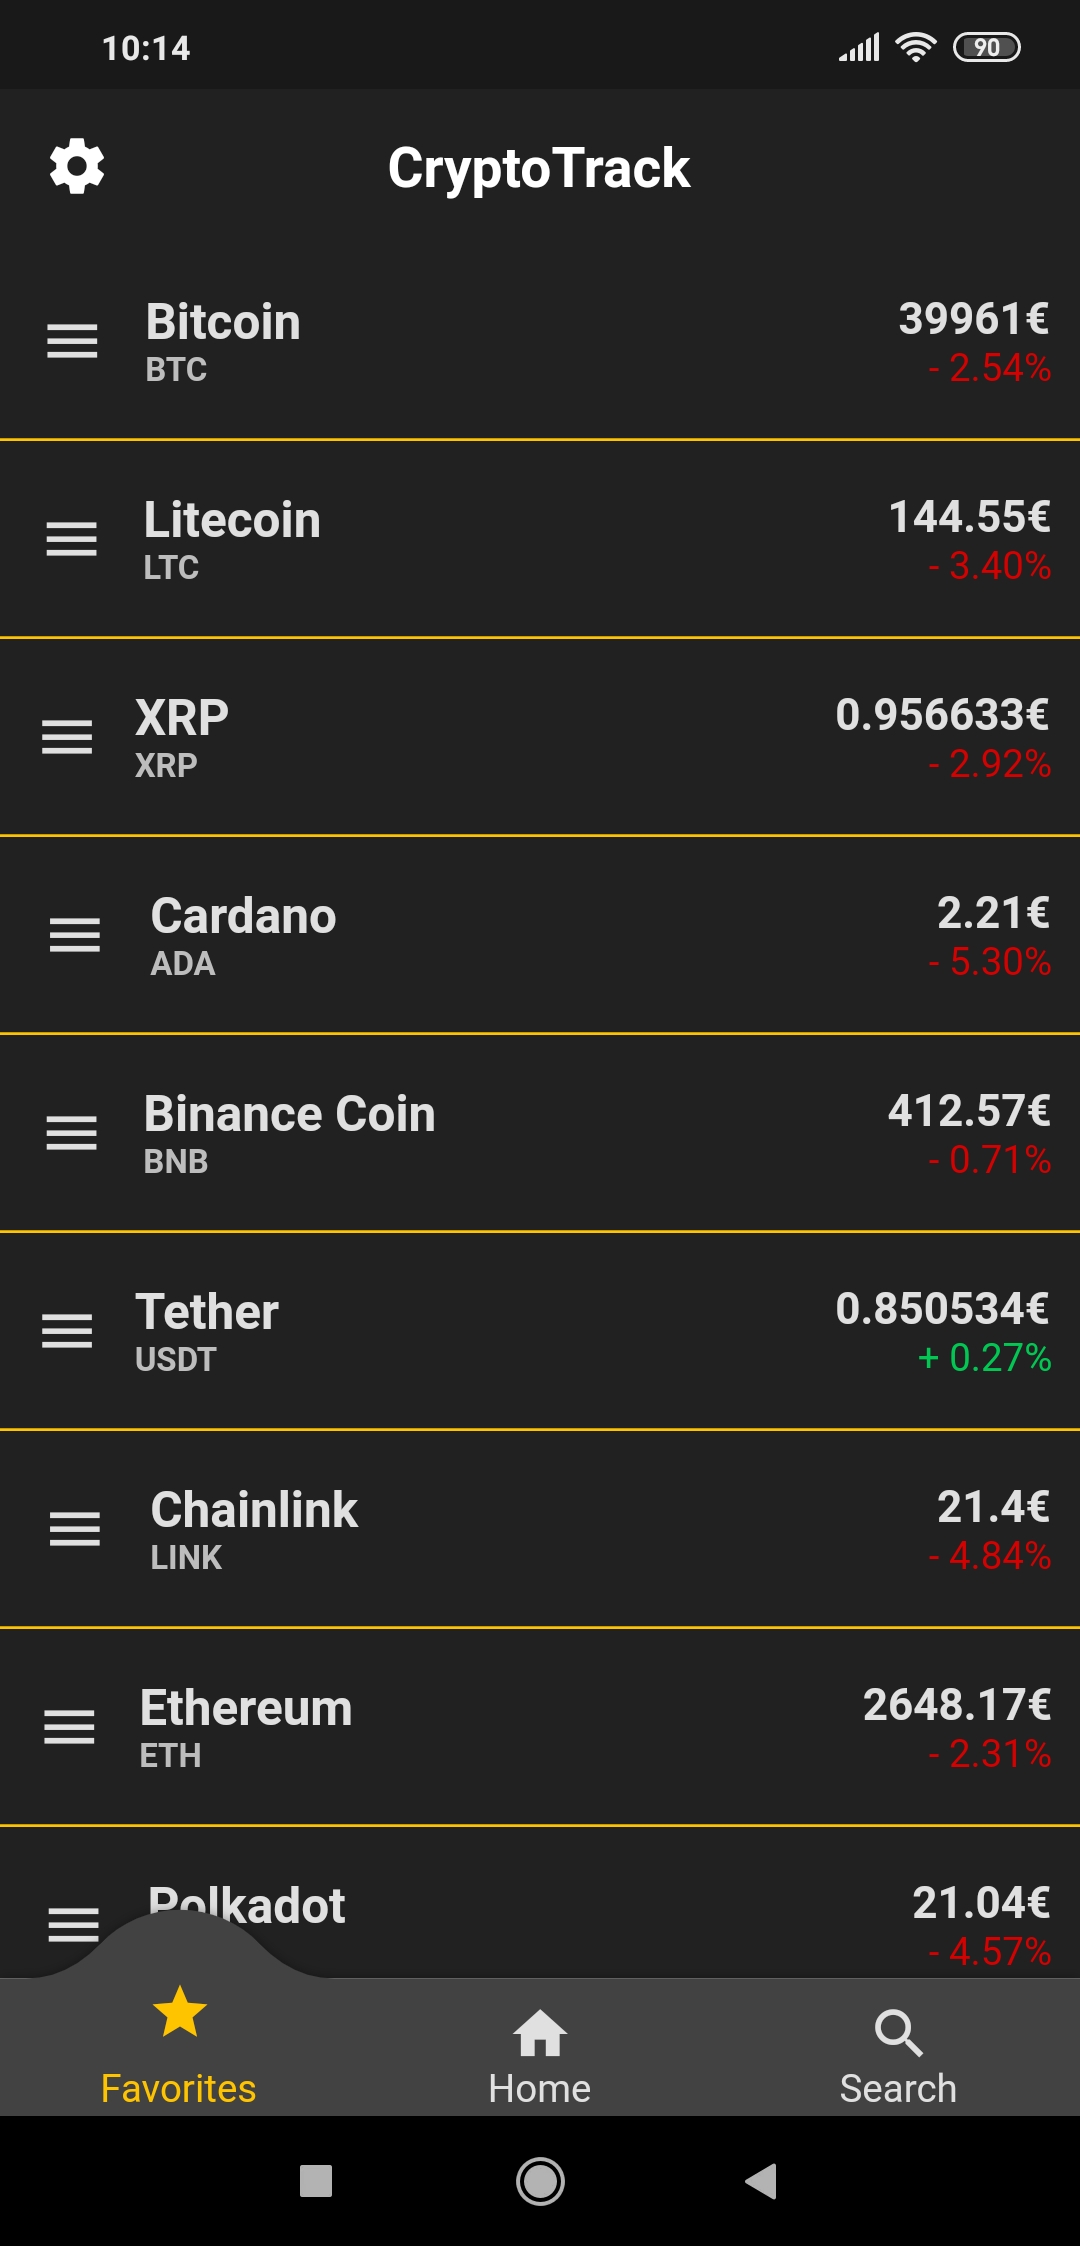 10:14
90
CryptoTrack
Bitcoin
39961€
BTC
- 2.54%
Litecoin
144.55€
LTC
- 3.40%
XRP
0.956633€
XRP
- 2.92%
Cardano
2.21€
ADA
- 5.30%
Binance Coin
412.57€
BNB
- 0.71%
Tether
0.850534€
USDT
+ 0.27%
Chainlink
21.4€
LINK
- 4.84%
Ethereum
2648.17€
ETH
- 2.31%
Polkadot
21.04€
- 4.57%
Favorites
Home
Search